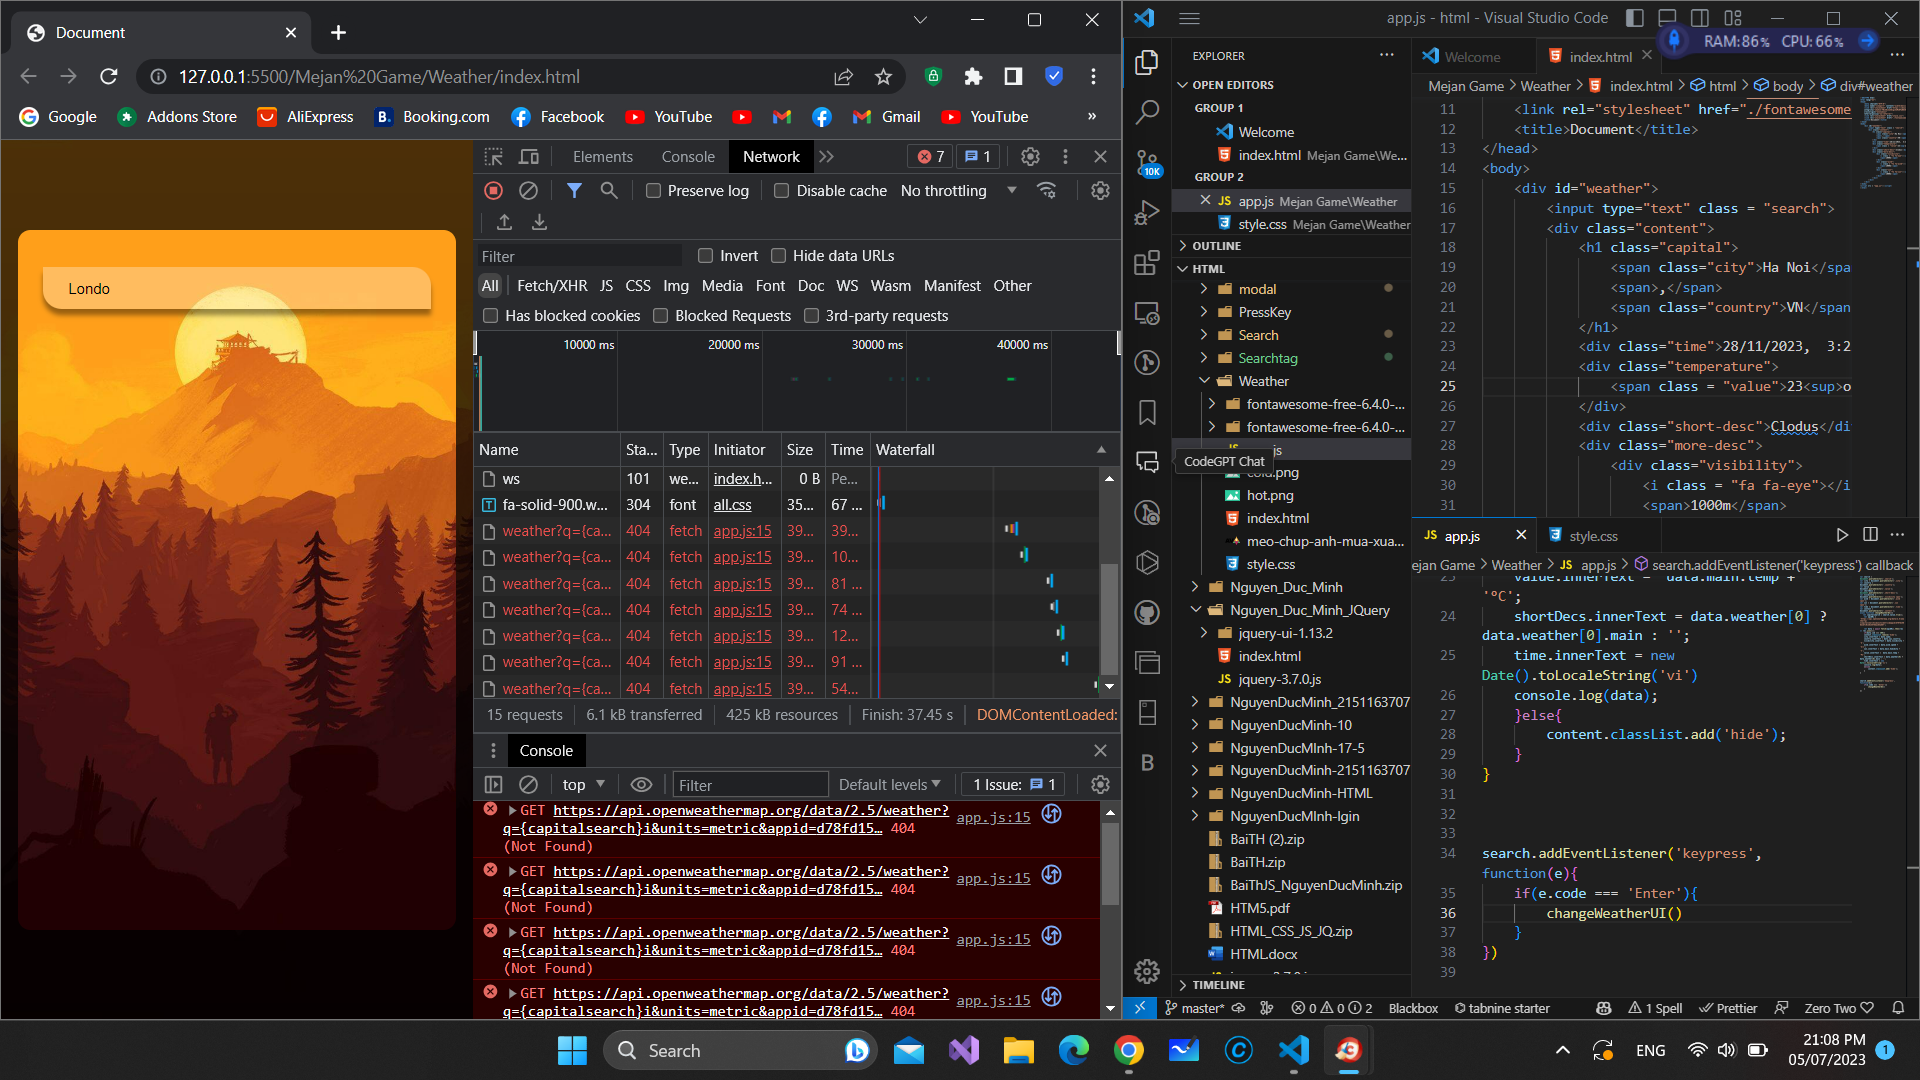 Document
127.0.0.1:5500/Mejan%20Game/Weather/index.html
Google
Addons Store
AliExpress
B.
Booking.com
Facebook
YouTube
Gmail
YouTube
»
Londo
Elements
Console
Network
7
1
Preserve log
Disable cache
No throttling
Filter
Invert
Hide data URLs
All
Fetch/XHR
JS
CSS
Img
Media
Font
Doc
WS
Wasm
Manifest
Other
Has blocked cookies
Blocked Requests
3rd-party requests
10000 ms
20000 ms
30000 ms
40000 ms
Name
Sta...
Type
Initiator
Size
Time
Waterfall
ws 101 we... index.h... 0 B Pe...
fa-solid-900.w... 304 font all.css 35... 67 ...
weather?q={ca... 404 fetch app.js:15 39... 39...
weather?q={ca... 404 fetch app.js:15 39... 10...
weather?q={ca... 404 fetch app.js:15 39... 81 ...
weather?q={ca... 404 fetch app.js:15 39... 74 ...
weather?q={ca... 404 fetch app.js:15 39... 12...
weather?q={ca... 404 fetch app.js:15 39... 91 ...
weather?q={ca... 404 fetch app.js:15 39... 54...
15 requests
6.1 kB transferred
425 kB resources
Finish: 37.45 s
DOMContentLoaded:
Console
top
Filter
Default levels
1 Issue: 1
GET https://api.openweathermap.org/data/2.5/weather? app.js:15
q={capitalsearch}i&units=metric&appid=d78fd15… 404
(Not Found)
GET https://api.openweathermap.org/data/2.5/weather? app.js:15
q={capitalsearch}i&units=metric&appid=d78fd15… 404
(Not Found)
GET https://api.openweathermap.org/data/2.5/weather? app.js:15
q={capitalsearch}i&units=metric&appid=d78fd15… 404
(Not Found)
GET https://api.openweathermap.org/data/2.5/weather? app.js:15
q={capitalsearch}i&units=metric&appid=d78fd15… 404
app.js - html - Visual Studio Code
RAM:86% CPU:66%
10K
EXPLORER
OPEN EDITORS
GROUP 1
Welcome
index.html Mejan Game\We...
GROUP 2
JS app.js Mejan Game\Weather
style.css Mejan Game\Weather
OUTLINE
HTML
modal
PressKey
Search
Searchtag
Weather
fontawesome-free-6.4.0-...
fontawesome-free-6.4.0-...
CodeGPT Chat
hot.png
index.html
meo-chup-anh-mua-xua...
style.css
Nguyen_Duc_Minh
Nguyen_Duc_Minh_JQuery
jquery-ui-1.13.2
index.html
JS jquery-3.7.0.js
NguyenDucMInh_2151163707
NguyenDucMInh-10
NguyenDucMInh-17-5
NguyenDucMinh-2151163707
NguyenDucMinh-HTML
NguyenDucMInh-lgin
BaiTH (2).zip
BaiTH.zip
BaiThJS_NguyenDucMinh.zip
HTM5.pdf
HTML_CSS_JS_JQ.zip
HTML.docx
TIMELINE
Welcome
index.html
Mejan Game > Weather > index.html > html > body > div#weather
11 <link rel="stylesheet" href="./fontawesome
12 <title>Document</title>
13 </head>
14 <body>
15 <div id="weather">
16 <input type="text" class = "search">
17 <div class="content">
18 <h1 class="capital">
19 <span class="city">Ha Noi</spa
20 <span>,</span>
21 <span class="country">VN</span
22 </h1>
23 <div class="time">28/11/2023, 3:2
24 <div class="temperature">
25 <span class = "value">23<sup>o
26 </div>
27 <div class="short-desc">Clodus</di
28 <div class="more-desc">
29 <div class="visibility">
30 <i class = "fa fa-eye"></i
31 <span>1000m</span>
JS app.js
style.css
ejan Game > Weather > JS app.js > search.addEventListener('keypress') callback
value.innerText = data.main.temp +
'ºC';
24 shortDecs.innerText = data.weather[0] ?
data.weather[0].main : '';
25 time.innerText = new
Date().toLocaleString('vi')
26 console.log(data);
27 }else{
28 content.classList.add('hide');
29 }
30 }
31
32
33
34 search.addEventListener('keypress',
function(e){
35 if(e.code === 'Enter'){
36 changeWeatherUI()
37 }
38 })
39
master*
0 0 2
Blackbox
tabnine starter
1 Spell
Prettier
Zero Two
Search
ENG
21:08 PM
05/07/2023
1